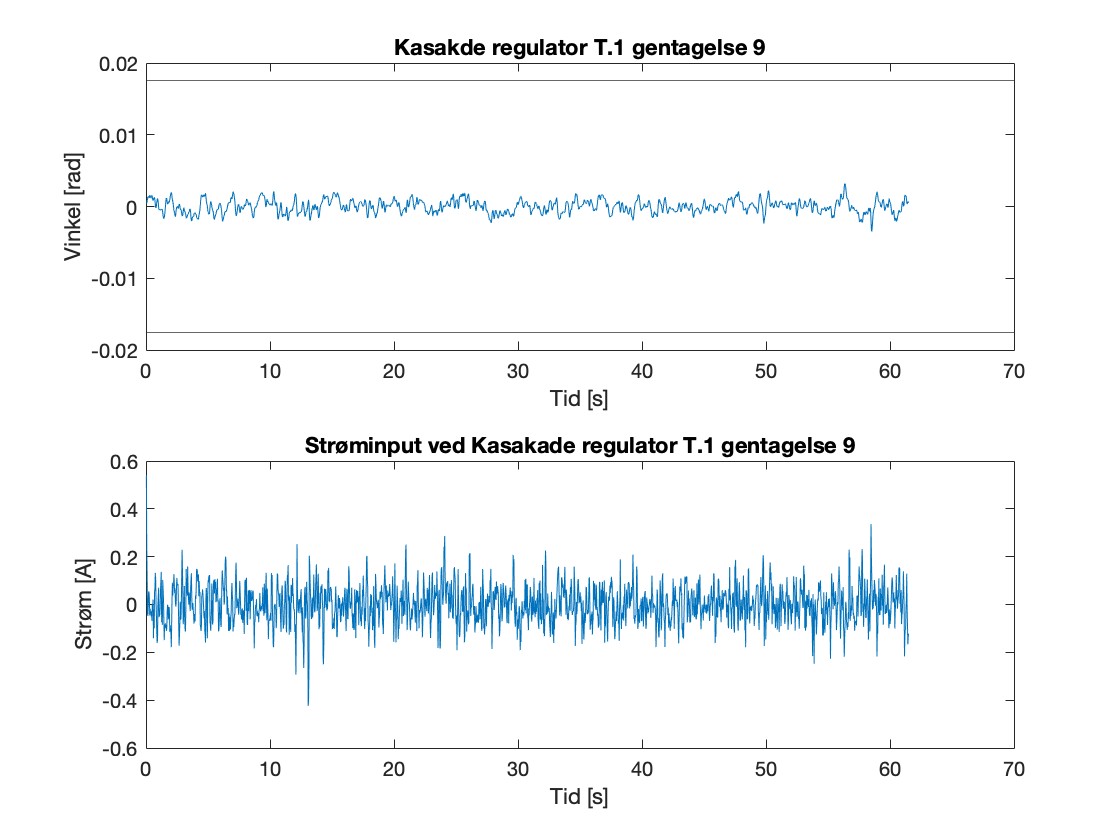 Kasakde regulator T.1 gentagelse 9
0.02
0.01
0
-0.01
-0.02
Vinkel [rad]
0 10 20 30 40 50 60 70
Tid [s]
Strøminput ved Kasakade regulator T.1 gentagelse 9
0.6
0.4
0.2
0
-0.2
-0.4
-0.6
Strøm [A]
0 10 20 30 40 50 60 70
Tid [s]